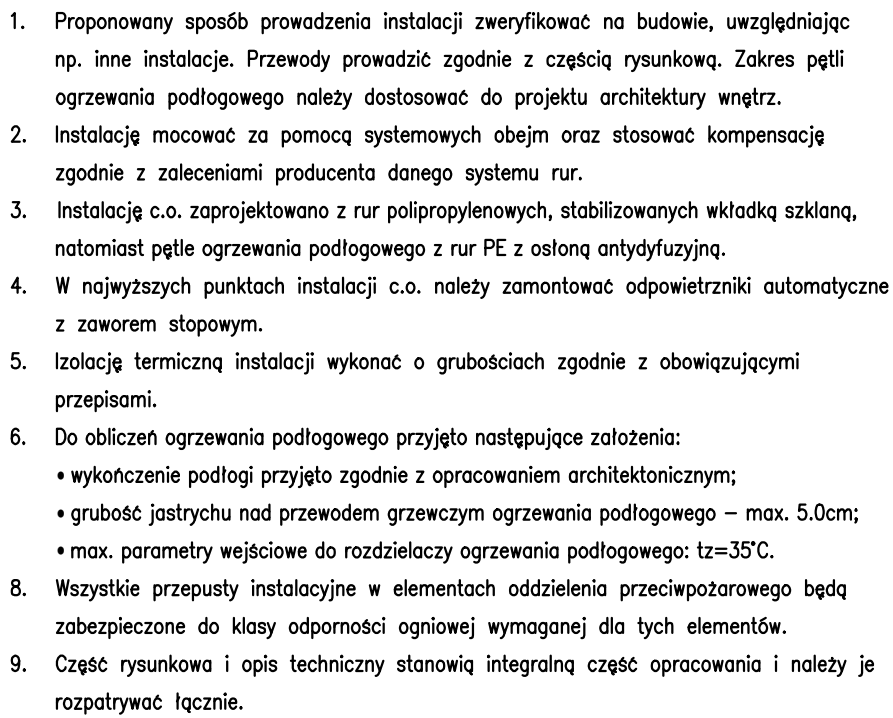 1. Proponowany sposób prowadzenia instalacji zweryfikować na budowie, uwzględniając
np. inne instalacje. Przewody prowadzić zgodnie z częścią rysunkową. Zakres pętli
ogrzewania podłogowego należy dostosować do projektu architektury wnętrz.
2. Instalację mocować za pomocą systemowych obejm oraz stosować kompensację
zgodnie z zaleceniami producenta danego systemu rur.
3. Instalację c.o. zaprojektowano z rur polipropylenowych, stabilizowanych wkładką szklaną,
natomiast pętle ogrzewania podłogowego z rur PE z osłoną antydyfuzyjną.
4. W najwyższych punktach instalacji c.o. należy zamontować odpowietrzniki automatyczne
z zaworem stopowym.
5. Izolację termiczną instalacji wykonać o grubościach zgodnie z obowiązującymi
przepisami.
6. Do obliczeń ogrzewania podłogowego przyjęto następujące założenia:
• wykończenie podłogi przyjęto zgodnie z opracowaniem architektonicznym;
• grubość jastrychu nad przewodem grzewczym ogrzewania podłogowego – max. 5.0cm;
• max. parametry wejściowe do rozdzielaczy ogrzewania podłogowego: tz=35°C.
8. Wszystkie przepusty instalacyjne w elementach oddzielenia przeciwpożarowego będą
zabezpieczone do klasy odporności ogniowej wymaganej dla tych elementów.
9. Część rysunkowa i opis techniczny stanowią integralną część opracowania i należy je
rozpatrywać łącznie.